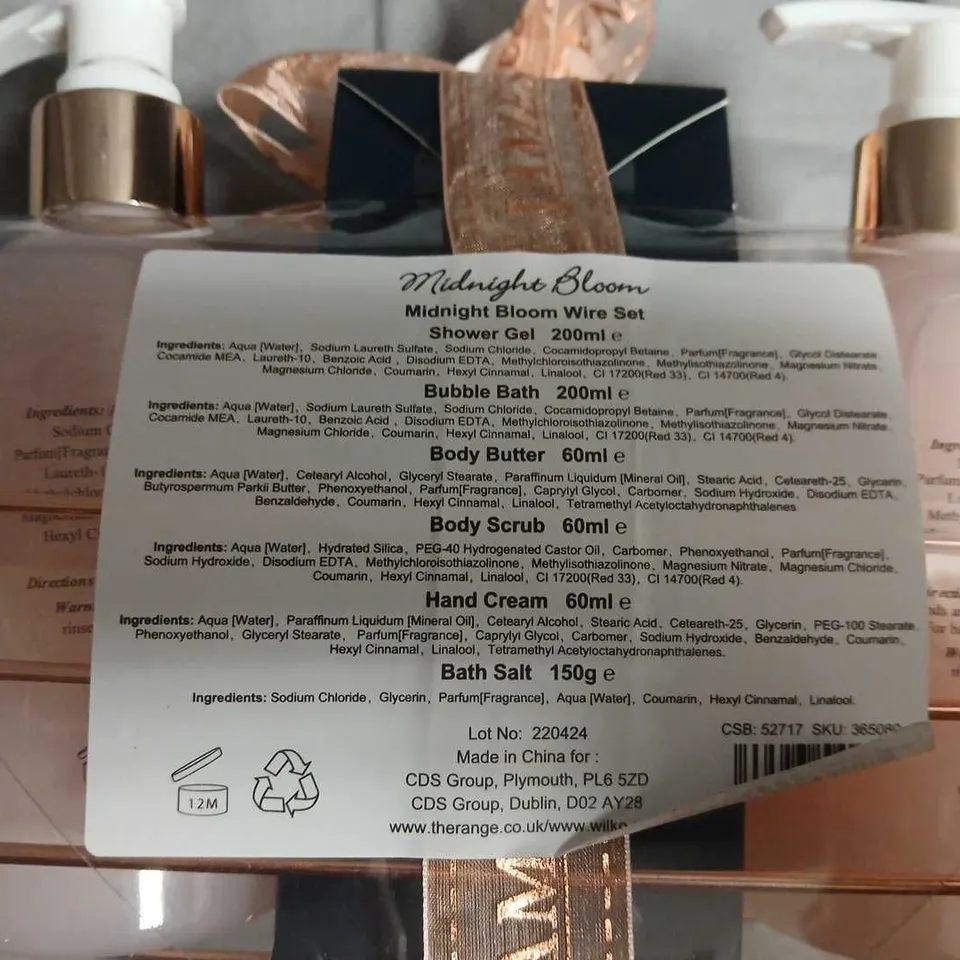 Midnight Bloom
Midnight Bloom Wire Set
Shower Gel 200ml e
Ingredients: Aqua [Water], Sodium Laureth Sulfate, Sodium Chloride, Cocamidopropyl Betaine, Parfum[Fragrance], Glycol Distearate,
Cocamide MEA, Laureth-10, Benzoic Acid , Disodium EDTA, Methylchloroisothiazolinone, Methylisothiazolinone, Magnesium Nitrate,
Magnesium Chloride, Coumarin, Hexyl Cinnamal, Linalool, CI 17200(Red 33), CI 14700(Red 4).
Bubble Bath 200ml e
Ingredients: Aqua [Water], Sodium Laureth Sulfate, Sodium Chloride, Cocamidopropyl Betaine, Parfum[Fragrance], Glycol Distearate,
Cocamide MEA, Laureth-10, Benzoic Acid , Disodium EDTA, Methylchloroisothiazolinone, Methylisothiazolinone, Magnesium Nitrate,
Magnesium Chloride, Coumarin, Hexyl Cinnamal, Linalool, CI 17200(Red 33), CI 14700(Red 4).
Body Butter 60ml e
Ingredients: Aqua [Water], Cetearyl Alcohol, Glyceryl Stearate, Paraffinum Liquidum [Mineral Oil], Stearic Acid, Ceteareth-25, Glycerin,
Butyrospermum Parkii Butter, Phenoxyethanol, Parfum[Fragrance], Caprylyl Glycol, Carbomer, Sodium Hydroxide, Disodium EDTA,
Benzaldehyde, Coumarin, Hexyl Cinnamal, Linalool, Tetramethyl Acetyloctahydronaphthalenes
Body Scrub 60ml e
Ingredients: Aqua [Water], Hydrated Silica, PEG-40 Hydrogenated Castor Oil, Carbomer, Phenoxyethanol, Parfum[Fragrance],
Sodium Hydroxide, Disodium EDTA, Methylchloroisothiazolinone, Methylisothiazolinone, Magnesium Nitrate, Magnesium Chloride,
Coumarin, Hexyl Cinnamal, Linalool, CI 17200(Red 33), CI 14700(Red 4).
Hand Cream 60ml e
Ingredients: Aqua [Water], Paraffinum Liquidum [Mineral Oil], Cetearyl Alcohol, Stearic Acid, Ceteareth-25, Glycerin, PEG-100 Stearate,
Phenoxyethanol, Glyceryl Stearate, Parfum[Fragrance], Caprylyl Glycol, Carbomer, Sodium Hydroxide, Benzaldehyde, Coumarin,
Hexyl Cinnamal, Linalool, Tetramethyl Acetyloctahydronaphthalenes.
Bath Salt 150g e
Ingredients: Sodium Chloride, Glycerin, Parfum[Fragrance], Aqua [Water], Coumarin, Hexyl Cinnamal, Linalool.
Lot No: 220424
CSB: 52717 SKU: 365080
Made in China for :
CDS Group, Plymouth, PL6 5ZD
CDS Group, Dublin, D02 AY28
www.therange.co.uk/www.wilko
12M
Ingredients:
Sodium
Laureth-1
Hexyl C
Directions
rinse